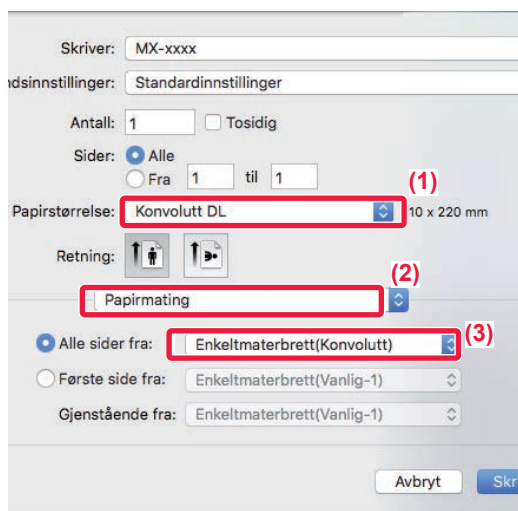 Skriver: MX-xxxx
ndsinnstillinger: Standardinnstillinger
Antall: 1 Tosidig
Sider: Alle
Fra 1 til 1
(1)
Papirstørrelse: Konvolutt DL 10 x 220 mm
Retning:
(2)
Papirmating
(3)
Alle sider fra: Enkeltmaterbrett(Konvolutt)
Første side fra: Enkeltmaterbrett(Vanlig-1)
Gjenstående fra: Enkeltmaterbrett(Vanlig-1)
Avbryt Skr